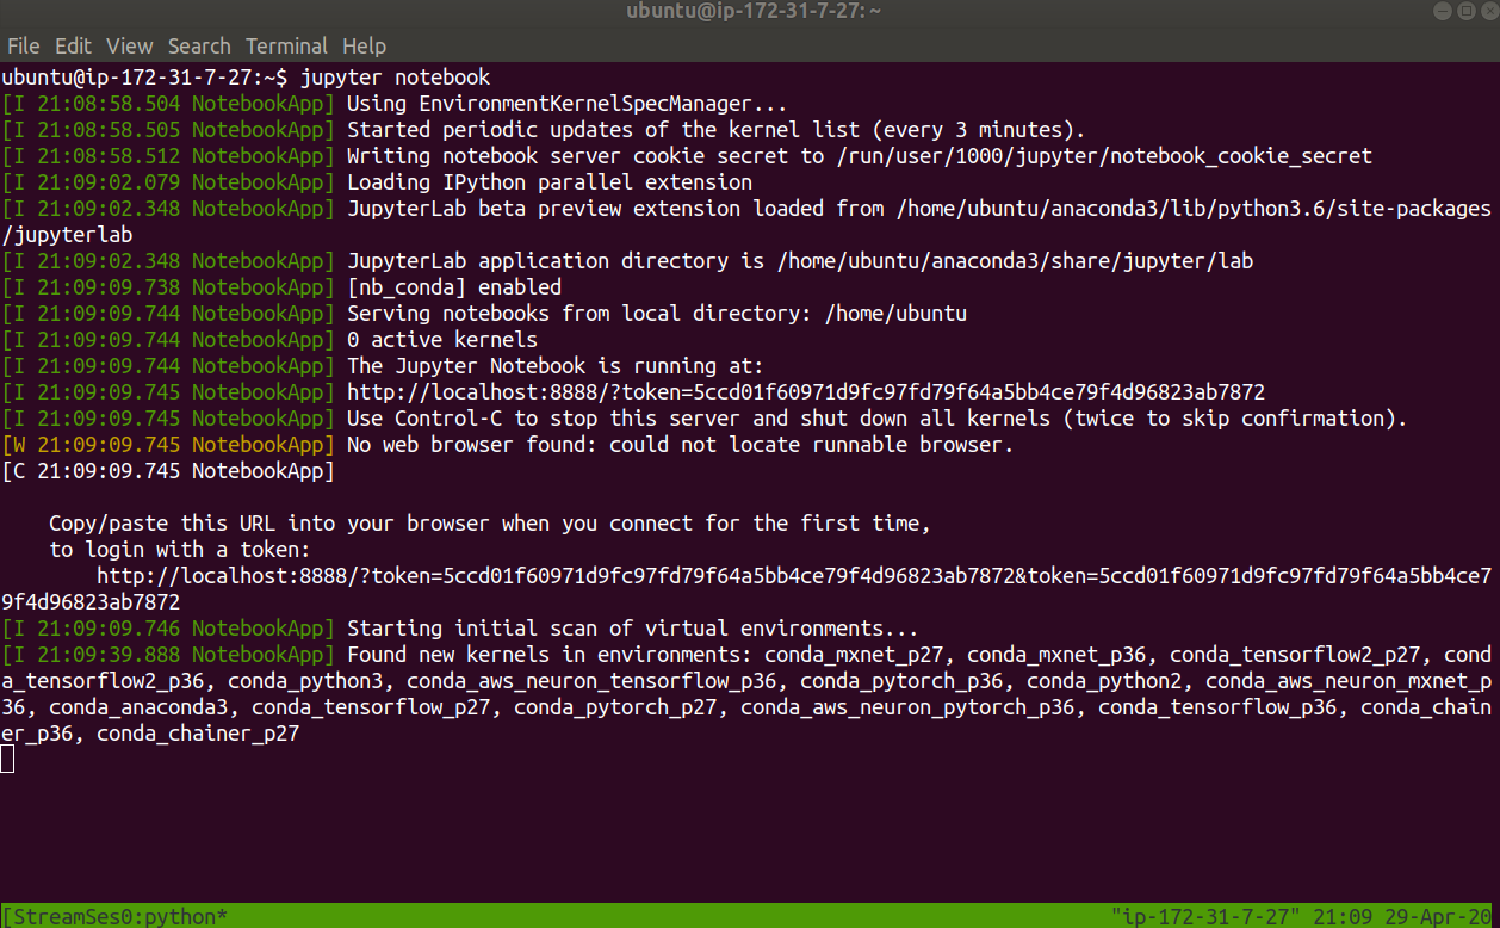 ubuntu@ip-172-31-7-27: ~
File Edit View Search Terminal Help
ubuntu@ip-172-31-7-27:~$ jupyter notebook
[I 21:08:58.504 NotebookApp] Using EnvironmentKernelSpecManager...
[I 21:08:58.505 NotebookApp] Started periodic updates of the kernel list (every 3 minutes).
[I 21:08:58.512 NotebookApp] Writing notebook server cookie secret to /run/user/1000/jupyter/notebook_cookie_secret
[I 21:09:02.079 NotebookApp] Loading IPython parallel extension
[I 21:09:02.348 NotebookApp] JupyterLab beta preview extension loaded from /home/ubuntu/anaconda3/lib/python3.6/site-packages
/jupyterlab
[I 21:09:02.348 NotebookApp] JupyterLab application directory is /home/ubuntu/anaconda3/share/jupyter/lab
[I 21:09:09.738 NotebookApp] [nb_conda] enabled
[I 21:09:09.744 NotebookApp] Serving notebooks from local directory: /home/ubuntu
[I 21:09:09.744 NotebookApp] 0 active kernels
[I 21:09:09.744 NotebookApp] The Jupyter Notebook is running at:
[I 21:09:09.745 NotebookApp] http://localhost:8888/?token=5ccd01f60971d9fc97fd79f64a5bb4ce79f4d96823ab7872
[I 21:09:09.745 NotebookApp] Use Control-C to stop this server and shut down all kernels (twice to skip confirmation).
[W 21:09:09.745 NotebookApp] No web browser found: could not locate runnable browser.
[C 21:09:09.745 NotebookApp]
Copy/paste this URL into your browser when you connect for the first time,
to login with a token:
http://localhost:8888/?token=5ccd01f60971d9fc97fd79f64a5bb4ce79f4d96823ab7872&token=5ccd01f60971d9fc97fd79f64a5bb4ce7
9f4d96823ab7872
[I 21:09:09.746 NotebookApp] Starting initial scan of virtual environments...
[I 21:09:39.888 NotebookApp] Found new kernels in environments: conda_mxnet_p27, conda_mxnet_p36, conda_tensorflow2_p27, cond
a_tensorflow2_p36, conda_python3, conda_aws_neuron_tensorflow_p36, conda_pytorch_p36, conda_python2, conda_aws_neuron_mxnet_p
36, conda_anaconda3, conda_tensorflow_p27, conda_pytorch_p27, conda_aws_neuron_pytorch_p36, conda_tensorflow_p36, conda_chain
er_p36, conda_chainer_p27
[StreamSes0:python* "ip-172-31-7-27" 21:09 29-Apr-20